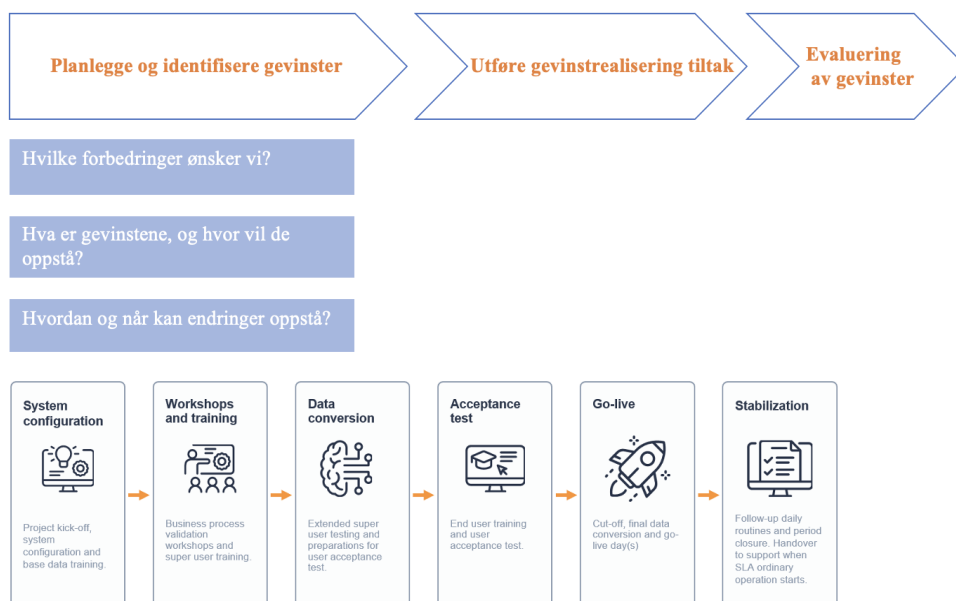 Planlegge og identifisere gevinster
Utføre gevinstrealisering tiltak
Evaluering
av gevinster
Hvilke forbedringer ønsker vi?
Hva er gevinstene, og hvor vil de
oppstå?
Hvordan og når kan endringer oppstå?
System
configuration
Project kick-off,
system
configuration and
base data training.
Workshops
and training
Business process
validation
workshops and
super user training.
Data
conversion
Extended super
user testing and
preparations for
user acceptance
test.
Acceptance
test
End user training
and user
acceptance test.
Go-live
Cut-off, final data
conversion and go-
live day(s)
Stabilization
Follow-up daily
routines and period
closure. Handover
to support when
SLA ordinary
operation starts.